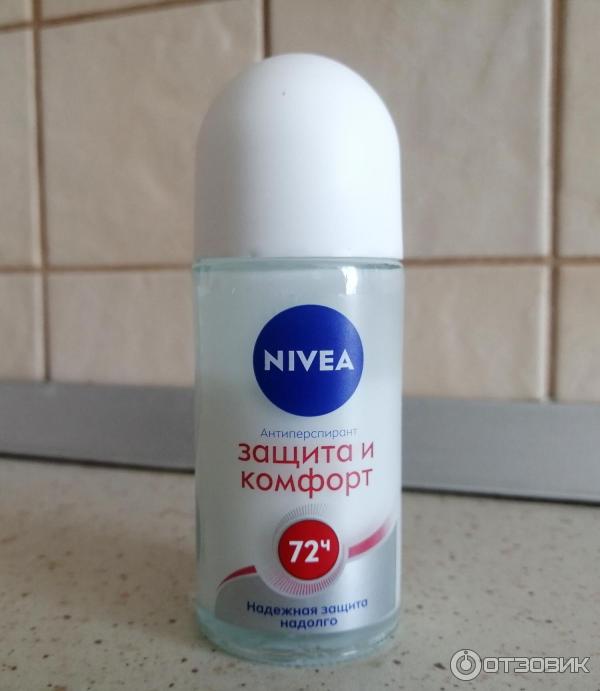 NIVEA
Антиперспирант
защита и
комфорт
72ч
Надежная защита
надолго
ОТЗОВИК